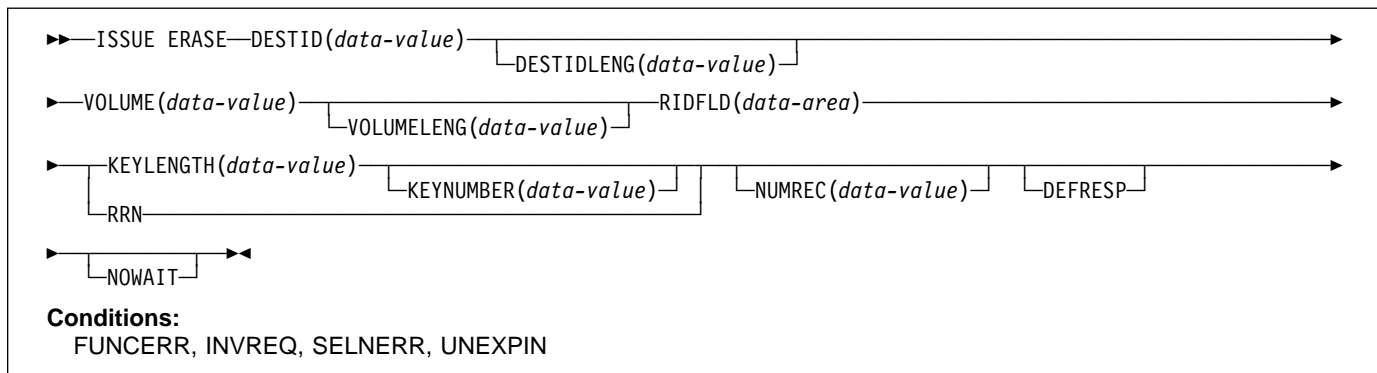 ISSUE ERASE DESTID(data-value)
DESTIDLENG(data-value)
VOLUME(data-value) RIDFLD(data-area)
VOLUMELENG(data-value)
KEYLENGTH(data-value)
KEYNUMBER(data-value) NUMREC(data-value) DEFRESP
RRN
NOWAIT
Conditions:
FUNCERR, INVREQ, SELNERR, UNEXPIN